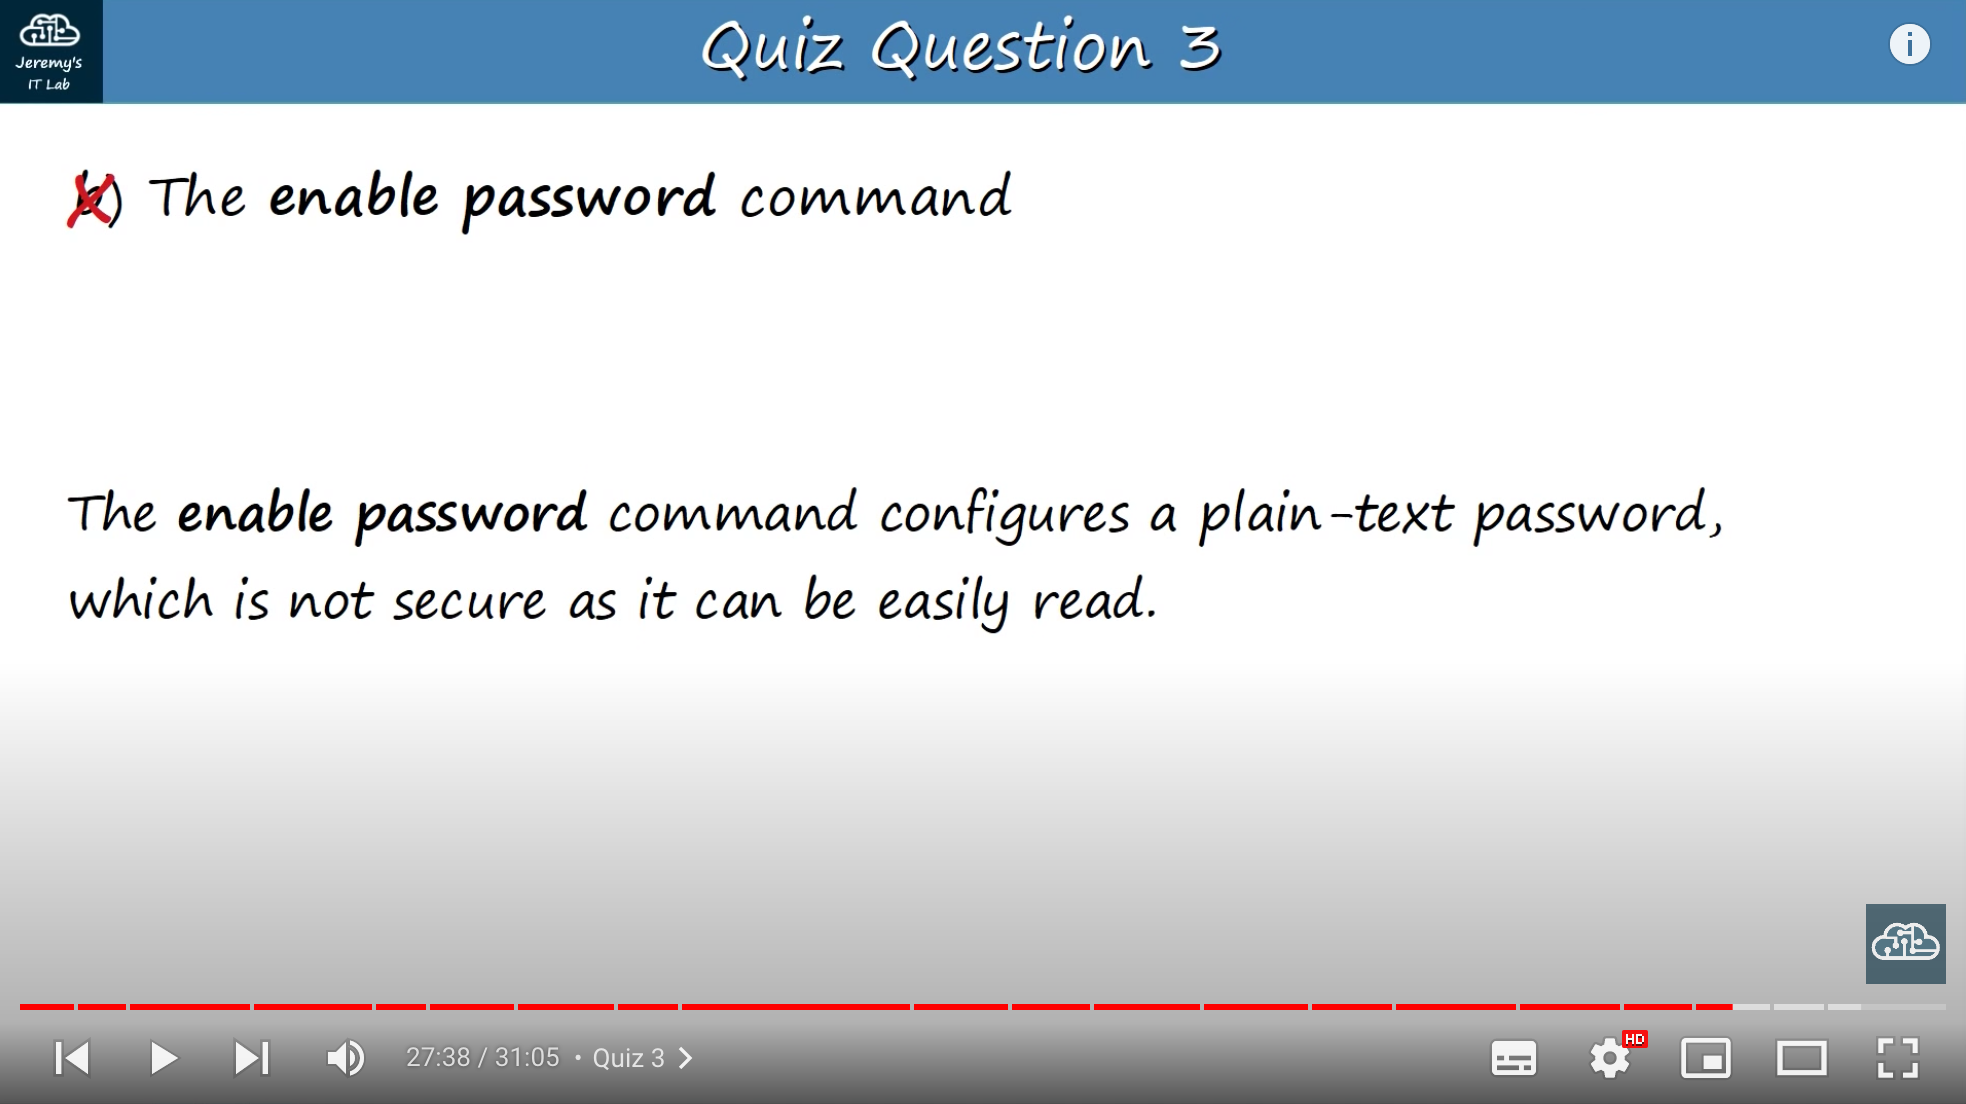 Jeremy's
IT Lab
Quiz Question 3
b) The enable password command
The enable password command configures a plain-text password,
which is not secure as it can be easily read.
27:38 / 31:05 • Quiz 3
HD